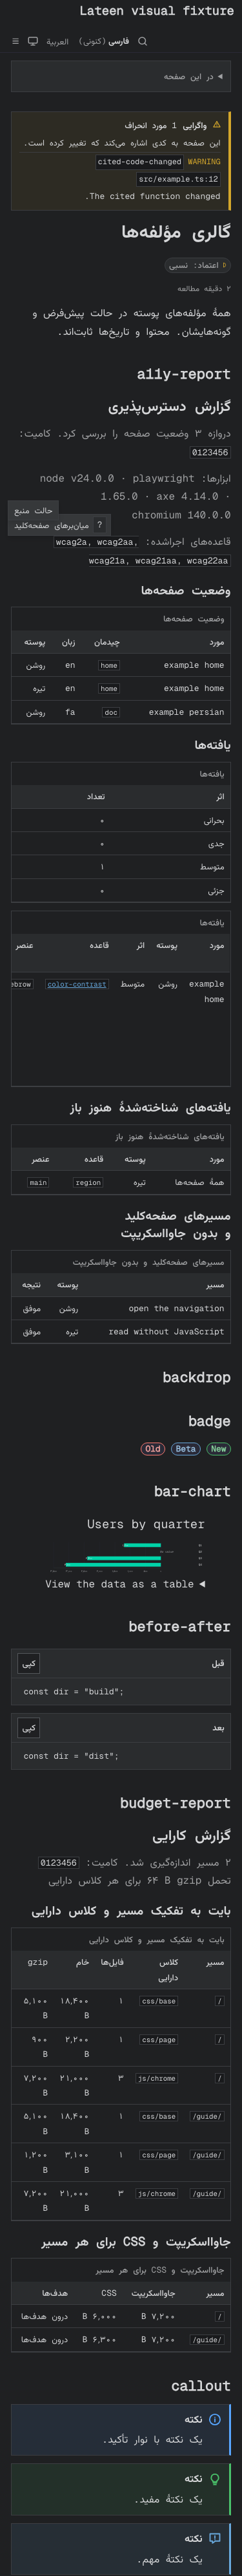 Lateen visual fixture
فارسی (کنونی) العربية
در این صفحه
واگرایی 1 مورد انحراف
این صفحه به کدی اشاره می‌کند که تغییر کرده است.
WARNING cited-code-changed
src/example.ts:12
The cited function changed.
گالری مؤلفه‌ها
اعتماد: نسبی
۲ دقیقه مطالعه
همهٔ مؤلفه‌های پوسته در حالت پیش‌فرض و
گونه‌هایشان. محتوا و تاریخ‌ها ثابت‌اند.
a11y-report
گزارش دسترس‌پذیری
دروازه ۳ وضعیت صفحه را بررسی کرد. کامیت:
0123456
ابزارها: node v24.0.0 · playwright
1.65.0 · axe 4.14.0 ·
chromium 140.0.0
حالت منبع
? میان‌برهای صفحه‌کلید
قاعده‌های اجراشده: wcag2a, wcag2aa,
wcag21a, wcag21aa, wcag22aa
وضعیت صفحه‌ها
وضعیت صفحه‌ها
مورد چیدمان زبان پوسته
example home home en روشن
example home home en تیره
example persian doc fa روشن
یافته‌ها
یافته‌ها
اثر تعداد
بحرانی ۰
جدی ۰
متوسط ۱
جزئی ۰
یافته‌ها
مورد پوسته اثر قاعده عنصر
example home روشن متوسط color-contrast
یافته‌های شناخته‌شدهٔ هنوز باز
یافته‌های شناخته‌شدهٔ هنوز باز
مورد پوسته قاعده عنصر
همهٔ صفحه‌ها تیره region main
مسیرهای صفحه‌کلید
و بدون جاوااسکریپت
مسیرهای صفحه‌کلید و بدون جاوااسکریپت
مسیر پوسته نتیجه
open the navigation روشن موفق
read without JavaScript تیره موفق
backdrop
badge
New Beta Old
bar-chart
Users by quarter
View the data as a table
before-after
قبل کپی
const dir = "build";
بعد کپی
const dir = "dist";
budget-report
گزارش کارایی
۲ مسیر اندازه‌گیری شد. کامیت: 0123456
تحمل ۶۴ B gzip برای هر کلاس دارایی
بایت به تفکیک مسیر و کلاس دارایی
بایت به تفکیک مسیر و کلاس دارایی
مسیر کلاس دارایی فایل‌ها خام gzip
/ css/base ۱ ۱۸,۴۰۰ B ۵,۱۰۰ B
/ css/page ۱ ۲,۲۰۰ B ۹۰۰ B
/ js/chrome ۳ ۲۱,۰۰۰ B ۷,۲۰۰ B
/guide/ css/base ۱ ۱۸,۴۰۰ B ۵,۱۰۰ B
/guide/ css/page ۱ ۳,۱۰۰ B ۱,۲۰۰ B
/guide/ js/chrome ۳ ۲۱,۰۰۰ B ۷,۲۰۰ B
جاوااسکریپت و CSS برای هر مسیر
جاوااسکریپت و CSS برای هر مسیر
مسیر جاوااسکریپت CSS هدف‌ها
/ ۷,۲۰۰ B ۶,۰۰۰ B درون هدف‌ها
/guide/ ۷,۲۰۰ B ۶,۳۰۰ B درون هدف‌ها
callout
نکته
یک نکته با نوار تأکید.
نکته
یک نکتهٔ مفید.
نکته
یک نکتهٔ مهم.